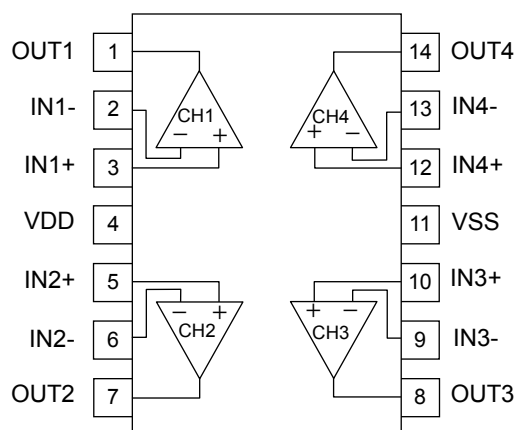 OUT1 1 14 OUT4
IN1- 2 CH1 CH4 13 IN4-
− + + −
IN1+ 3 12 IN4+
VDD 4 11 VSS
IN2+ 5 10 IN3+
− + + −
IN2- 6 CH2 CH3 9 IN3-
OUT2 7 8 OUT3